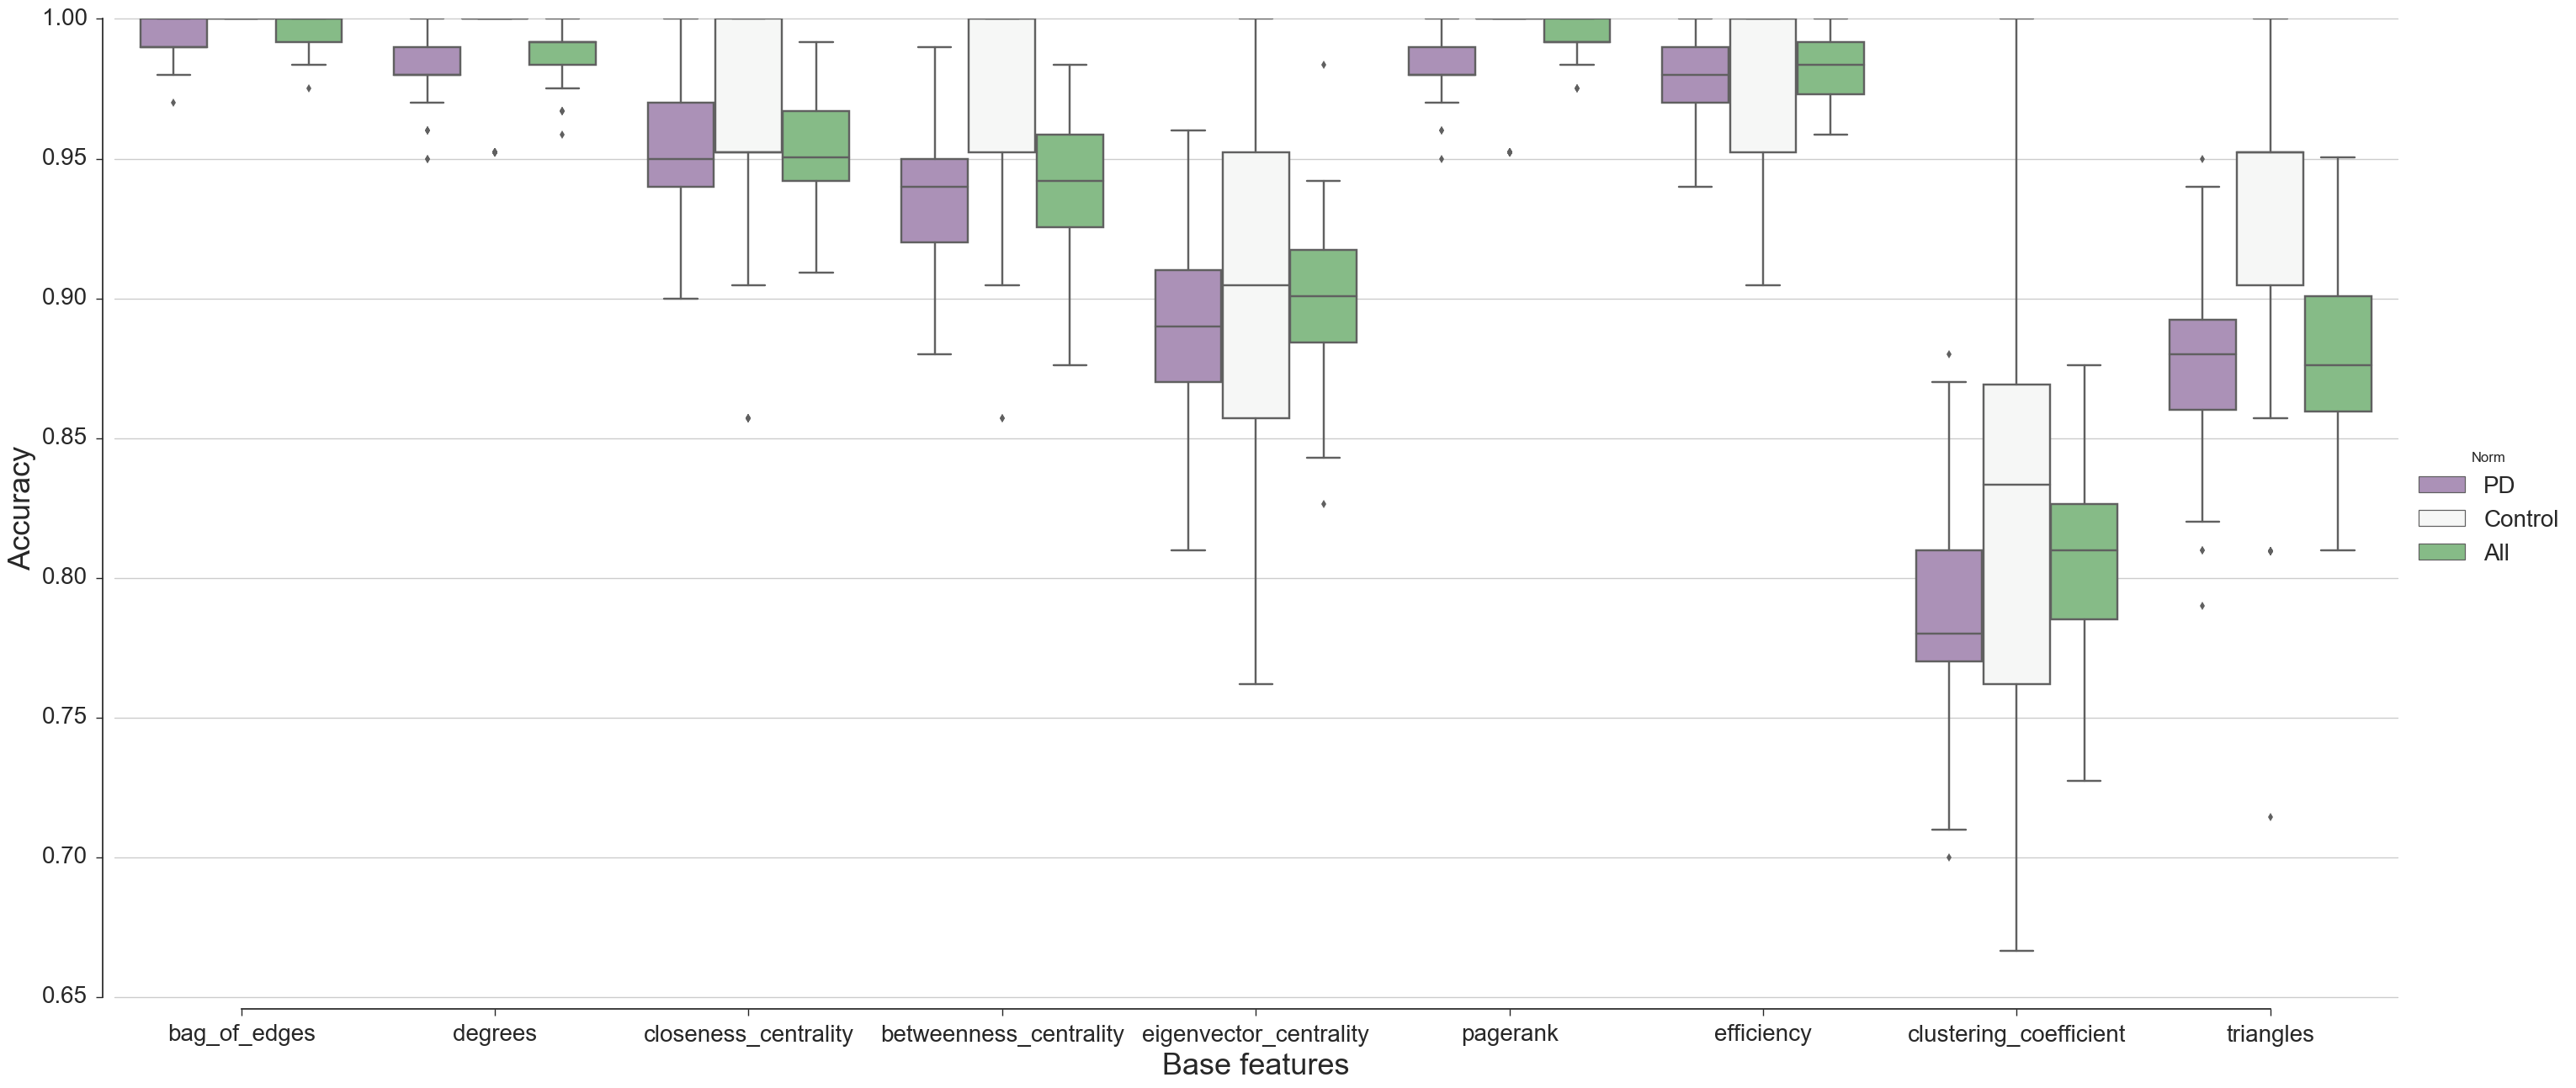 1.00
0.95
0.90
0.85
0.80
0.75
0.70
0.65
Accuracy
bag_of_edges degrees closeness_centrality betweenness_centrality eigenvector_centrality pagerank efficiency clustering_coefficient triangles
Base features
Norm
PD
Control
All